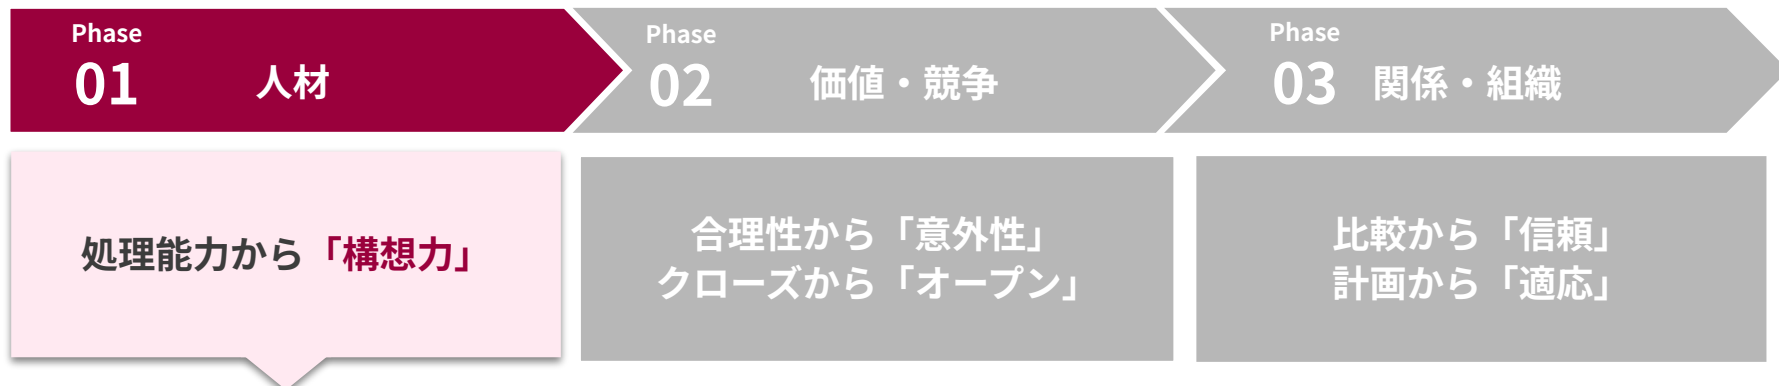 Phase
01
人材
Phase
02
価値・競争
Phase
03
関係・組織
処理能力から「構想力」
合理性から「意外性」
クローズから「オープン」
比較から「信頼」
計画から「適応」